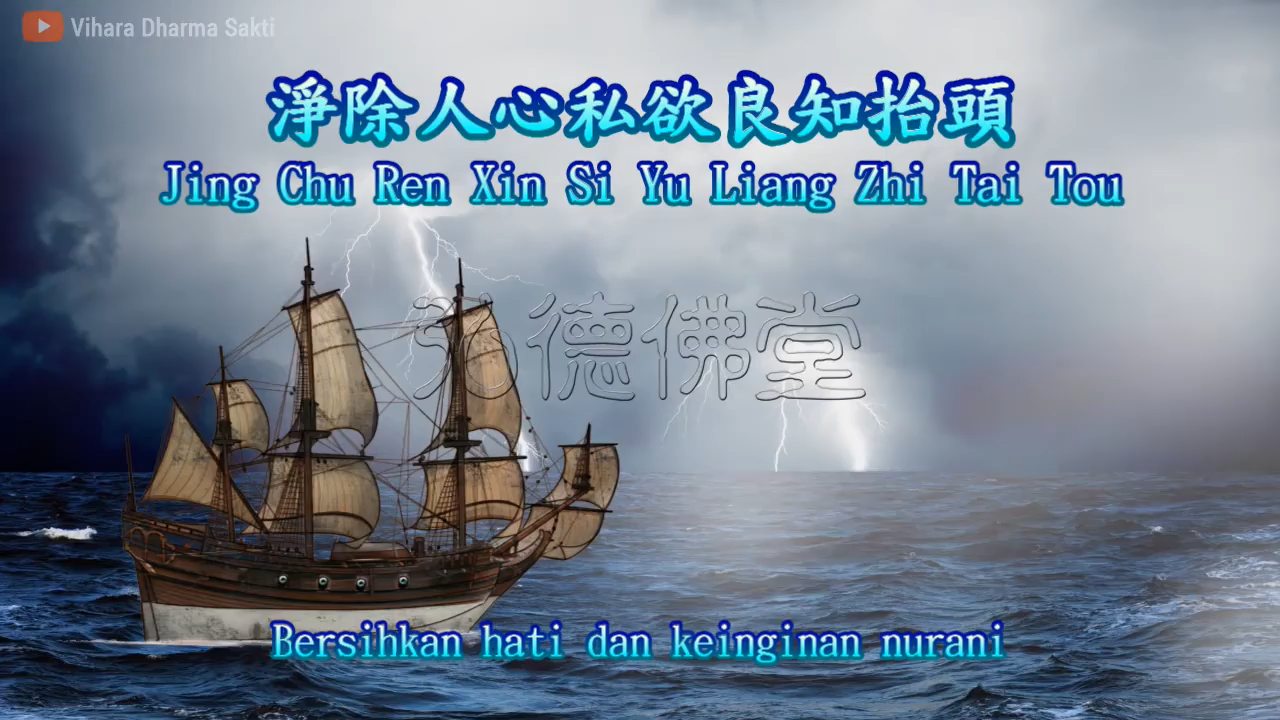 Vihara Dharma Sakti
淨除人心私欲良知抬頭
Jing Chu Ren Xin Si Yu Liang Zhi Tai Tou
德佛堂
Bersihkan hati dan keinginan nurani